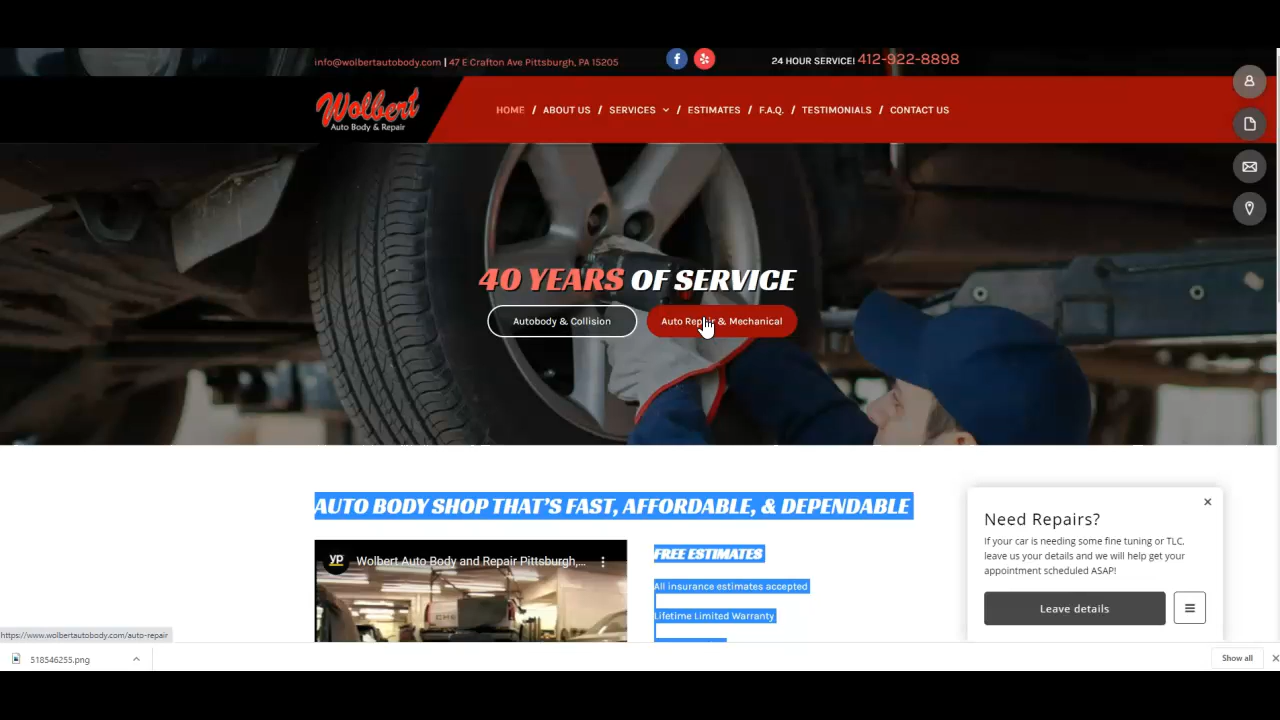 info@wolbertautobody.com | 47 E Crafton Ave Pittsburgh, PA 15205
24 HOUR SERVICE! 412-922-8898
Wolbert
Auto Body & Repair
HOME / ABOUT US / SERVICES / ESTIMATES / F.A.Q. / TESTIMONIALS / CONTACT US
40 YEARS OF SERVICE
Autobody & Collision
Auto Repair & Mechanical
AUTO BODY SHOP THAT'S FAST, AFFORDABLE, & DEPENDABLE
yp Wolbert Auto Body and Repair Pittsburgh,...
FREE ESTIMATES
All insurance estimates accepted
Lifetime Limited Warranty
Need Repairs?
If your car is needing some fine tuning or TLC,
leave us your details and we will help get your
appointment scheduled ASAP!
Leave details
https://www.wolbertautobody.com/auto-repair
518546255.png
Show all